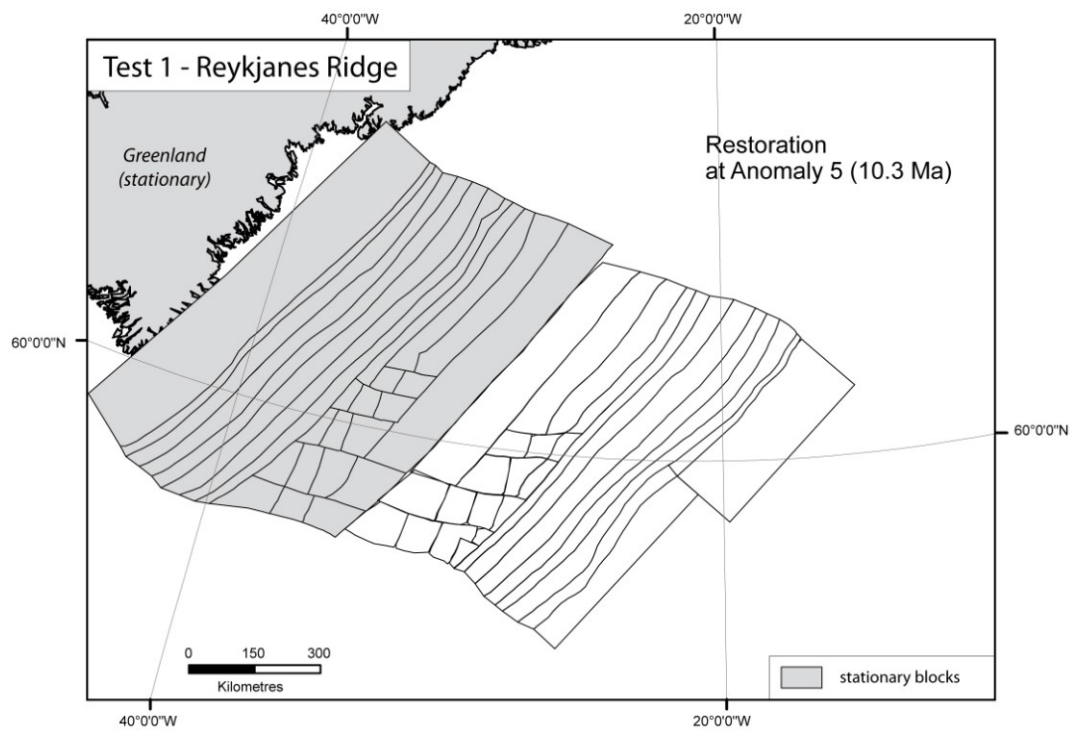 40°0'0"W
20°0'0"W
Test 1 - Reykjanes Ridge
Greenland
(stationary)
Restoration
at Anomaly 5 (10.3 Ma)
60°0'0"N
60°0'0"N
0 150 300
Kilometres
stationary blocks
40°0'0"W
20°0'0"W